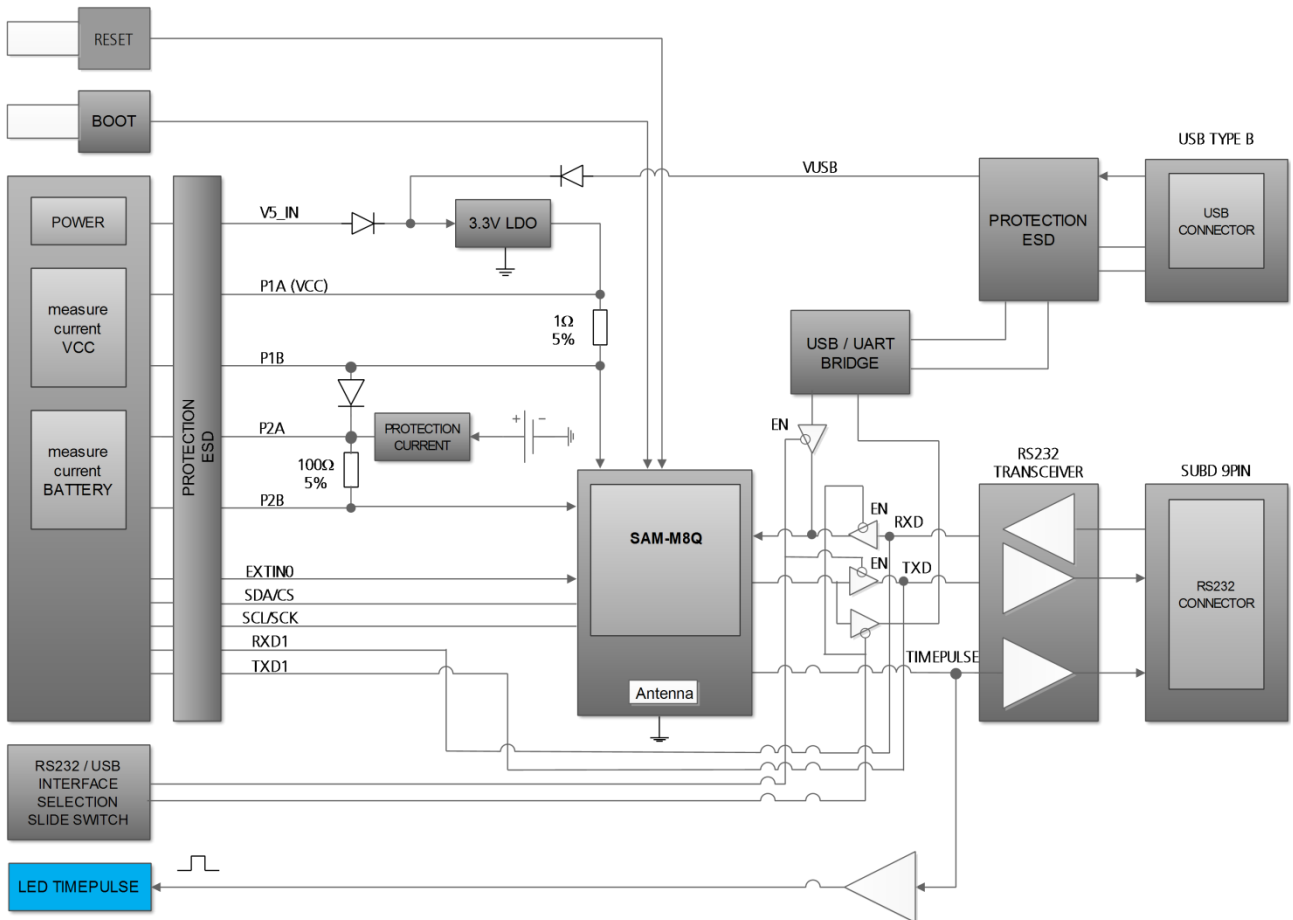 RESET
BOOT
USB TYPE B
VUSB
POWER
V5_IN
3.3V LDO
PROTECTION
ESD
USB
CONNECTOR
P1A (VCC)
measure
current
VCC
1Ω
5%
USB / UART
BRIDGE
P1B
PROTECTION
ESD
P2A
PROTECTION
CURRENT
+
−
EN
measure
current
BATTERY
100Ω
5%
RS232
TRANSCEIVER
SUBD 9PIN
P2B
SAM-M8Q
EN
RXD
EN
TXD
EXTIN0
SDA/CS
SCL/SCK
RXD1
TXD1
RS232
CONNECTOR
TIMEPULSE
Antenna
RS232 / USB
INTERFACE
SELECTION
SLIDE SWITCH
LED TIMEPULSE